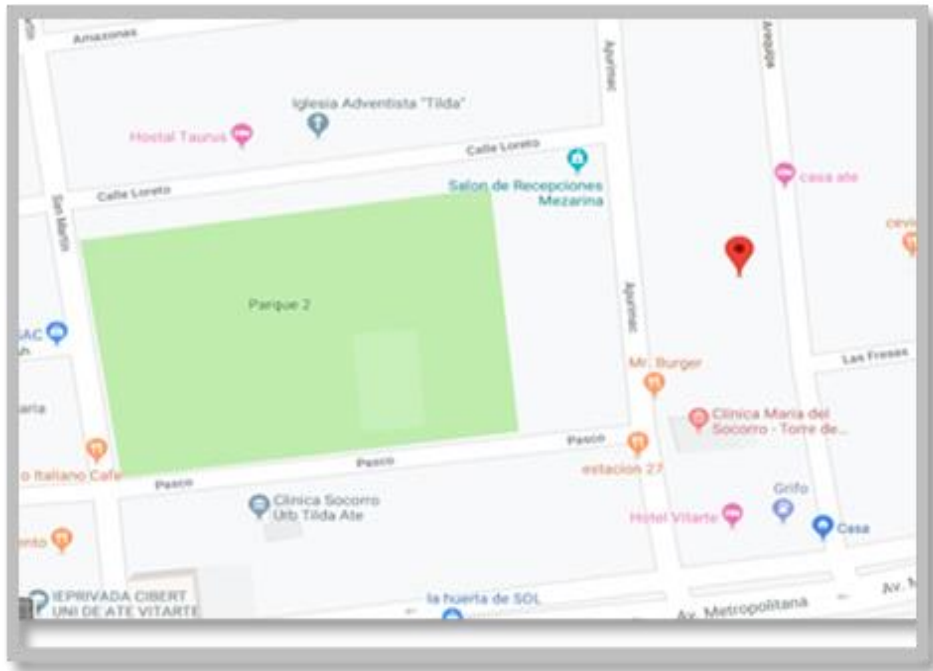 Amazonas
Apurimac
Arequipa
Iglesia Adventista "Tilda"
Hostal Taurus
Calle Loreto
Calle Loreto
Salon de Recepciones
Mezarina
casa ate
San Martin
Parque 2
Apurimac
Las Fresas
Mr. Burger
Clinica Maria del
Socorro - Torre de...
Pasco
estacion 27
Pasco
o Italiano Cafe
Pasco
Clinica Socorro
Urb Tilda Ate
Grifo
Hotel Vitarte
Casa
IEPRIVADA CIBERT
UNI DE ATE VITARTE
la huerta de SOL
Av. Metropolitana
Av.